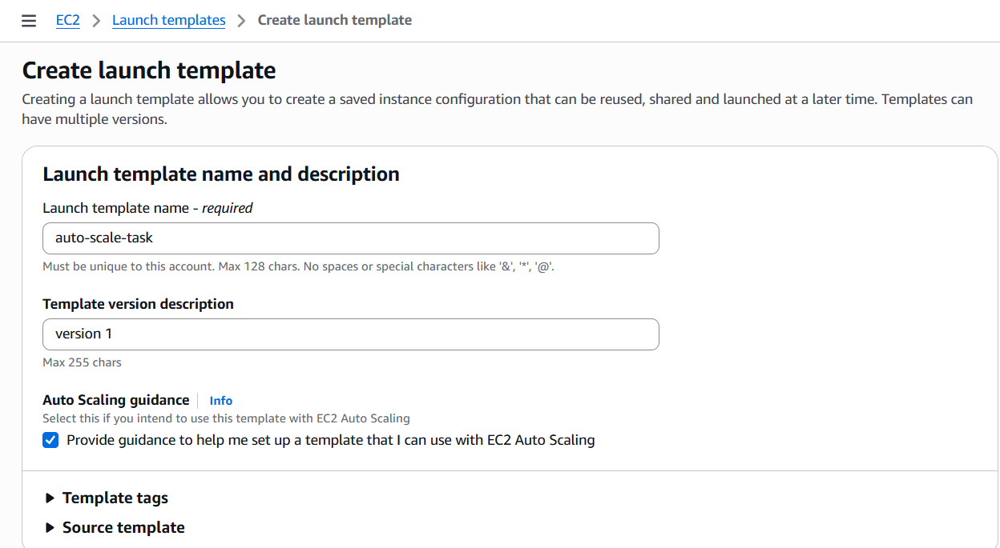 EC2 > Launch templates > Create launch template
Create launch template
Creating a launch template allows you to create a saved instance configuration that can be reused, shared and launched at a later time. Templates can
have multiple versions.
Launch template name and description
Launch template name - required
auto-scale-task
Must be unique to this account. Max 128 chars. No spaces or special characters like '&', '*', '@'.
Template version description
version 1
Max 255 chars
Auto Scaling guidance | Info
Select this if you intend to use this template with EC2 Auto Scaling
Provide guidance to help me set up a template that I can use with EC2 Auto Scaling
Template tags
Source template